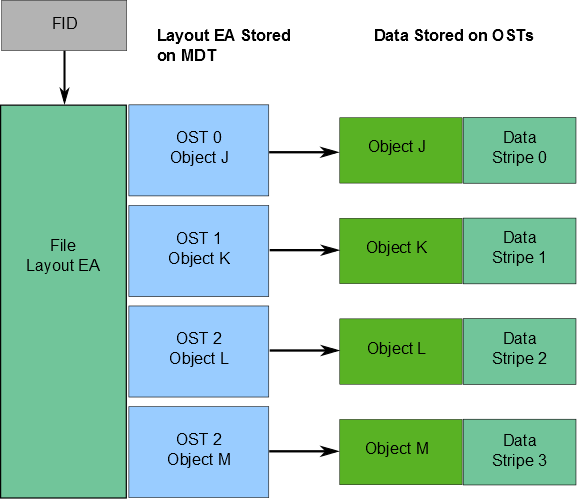 FID
Layout EA Stored
on MDT
Data Stored on OSTs
File
Layout EA
OST 0
Object J
Object J
Data
Stripe 0
OST 1
Object K
Object K
Data
Stripe 1
OST 2
Object L
Object L
Data
Stripe 2
OST 2
Object M
Object M
Data
Stripe 3